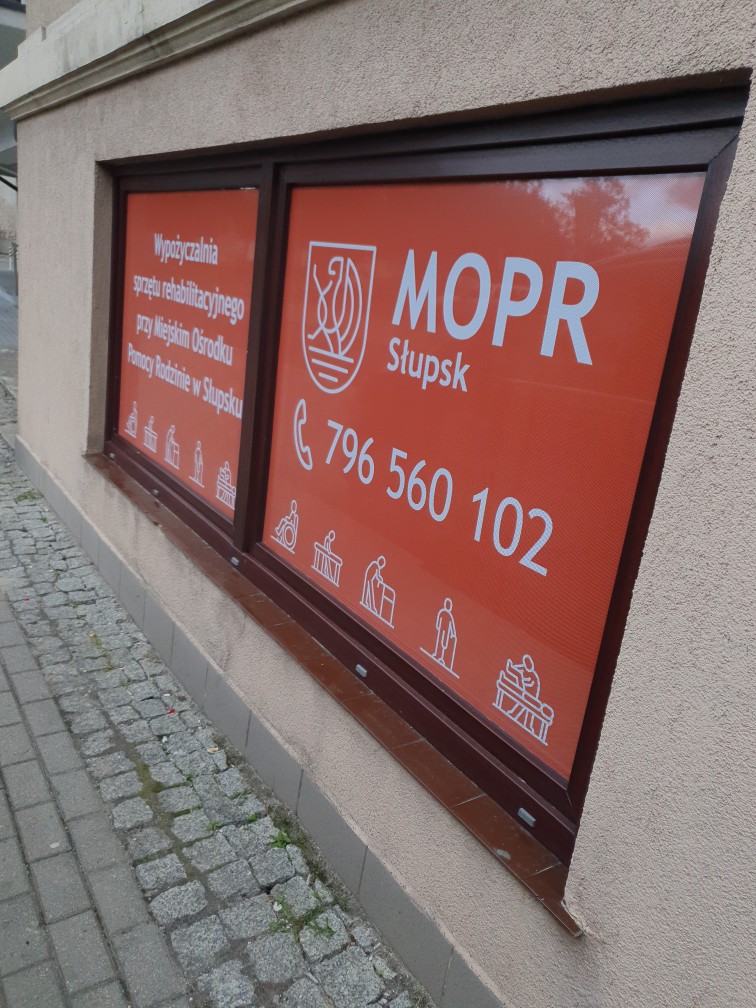 Wypożyczalnia
sprzętu rehabilitacyjnego
przy Miejskim Ośrodku
Pomocy Rodzinie w Słupsku
MOPR
Słupsk
796 560 102